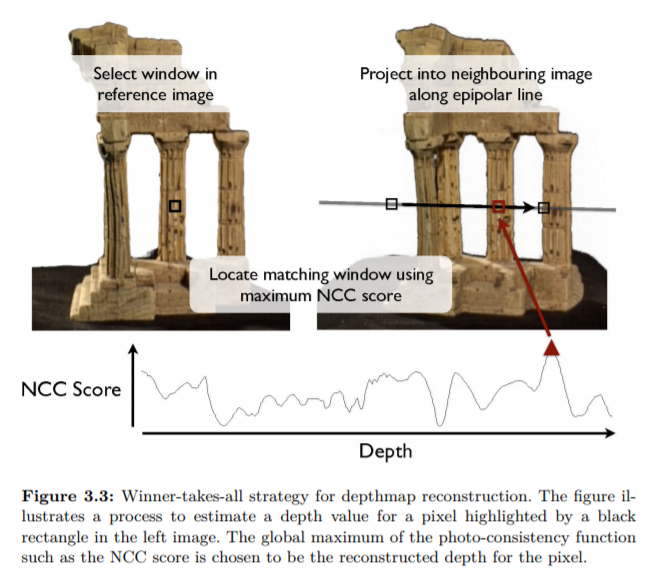 Select window in
reference image
Project into neighbouring image
along epipolar line
Locate matching window using
maximum NCC score
NCC Score
Depth
Figure 3.3: Winner-takes-all strategy for depthmap reconstruction. The figure il-
lustrates a process to estimate a depth value for a pixel highlighted by a black
rectangle in the left image. The global maximum of the photo-consistency function
such as the NCC score is chosen to be the reconstructed depth for the pixel.